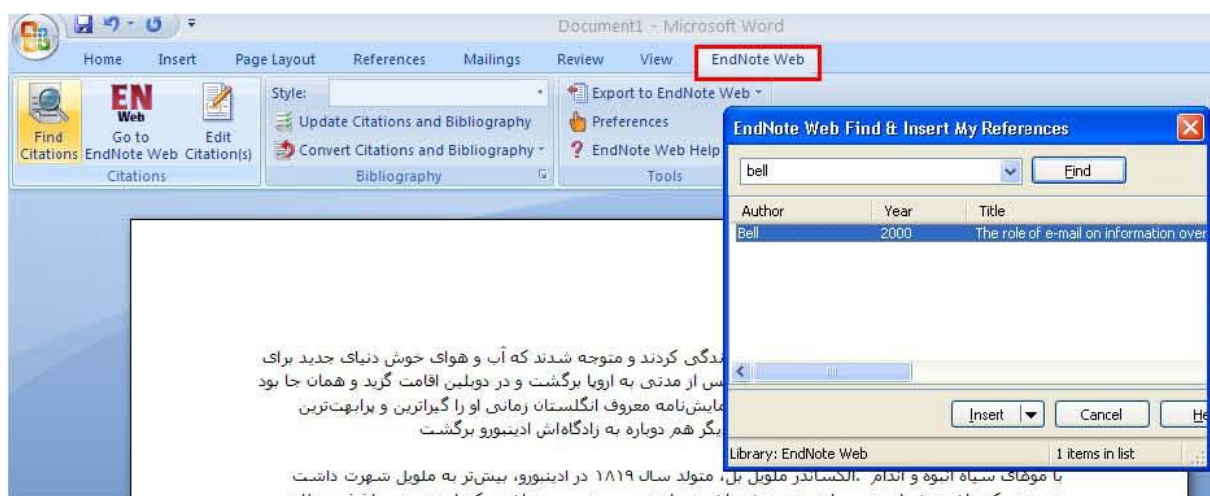 Document1 - Microsoft Word
Home Insert Page Layout References Mailings Review View EndNote Web
Find Citations
EN Web
Go to EndNote Web
Edit Citation(s)
Citations
Style:
Update Citations and Bibliography
Convert Citations and Bibliography
Bibliography
Export to EndNote Web
Preferences
EndNote Web Help
Tools
EndNote Web Find & Insert My References
bell
Find
Author Year Title
Bell 2000 The role of e-mail on information over
Insert Cancel He
Library: EndNote Web 1 items in list
ندگی کردند و متوجه شدند که آب و هوای خوش دنیای جدید برای
پس از مدتی به اروپا برگشت و در دوبلین اقامت گزید و همان جا بود
مایش‌نامه معروف انگلستان زمانی او را گیراترین و پرابهت‌ترین
یگر هم دوباره به زادگاه‌اش ادینبورو برگشت
با موهای سیاه انبوه و اندام .الکساندر ملویل بل، متولد سال ۱۸۱۹ در ادینبورو، بیش‌تر به ملویل شهرت داشت